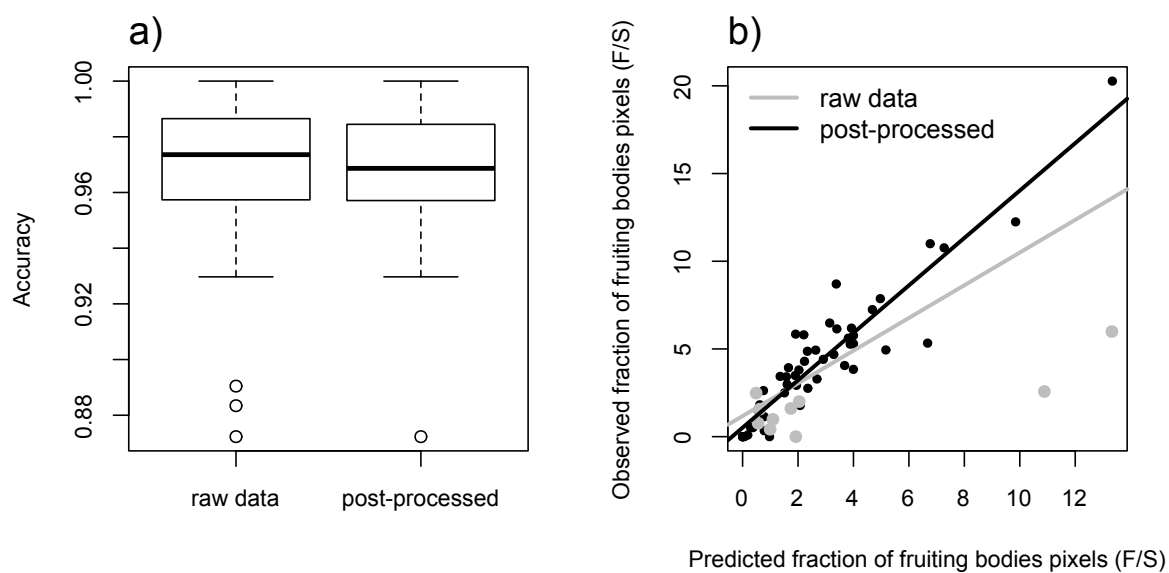 a)
Accuracy
1.00
0.96
0.92
0.88
raw data
post-processed
b)
Observed fraction of fruiting bodies pixels (F/S)
20
15
10
5
0
raw data
post-processed
0 2 4 6 8 10 12
Predicted fraction of fruiting bodies pixels (F/S)